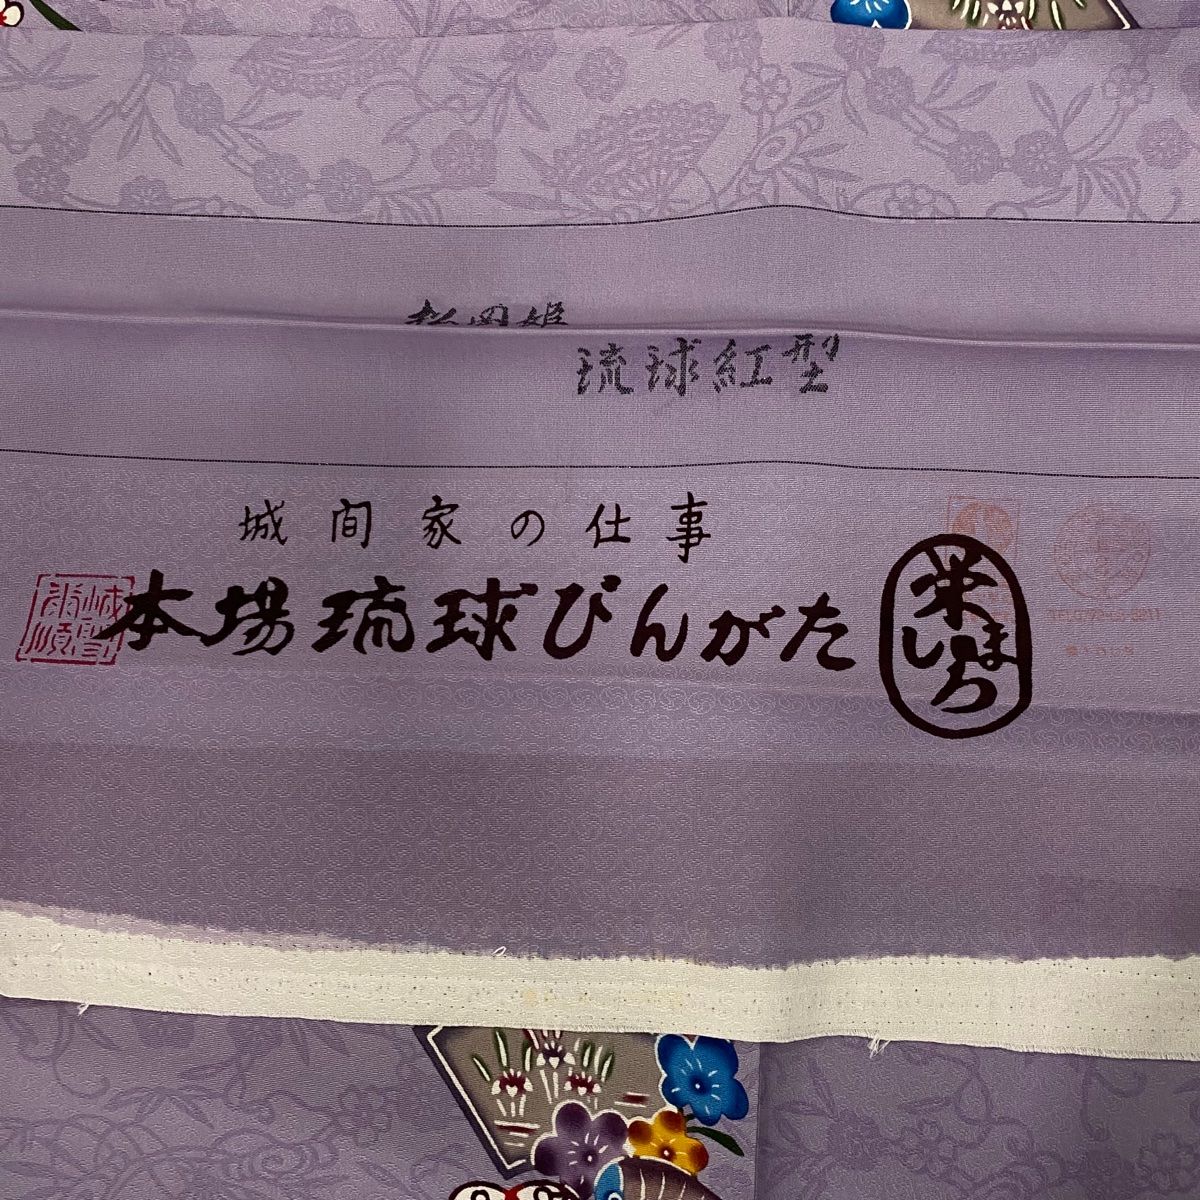 松岡姫
琉球紅型
城間家の仕事
本場琉球びんがた
栄
しろま